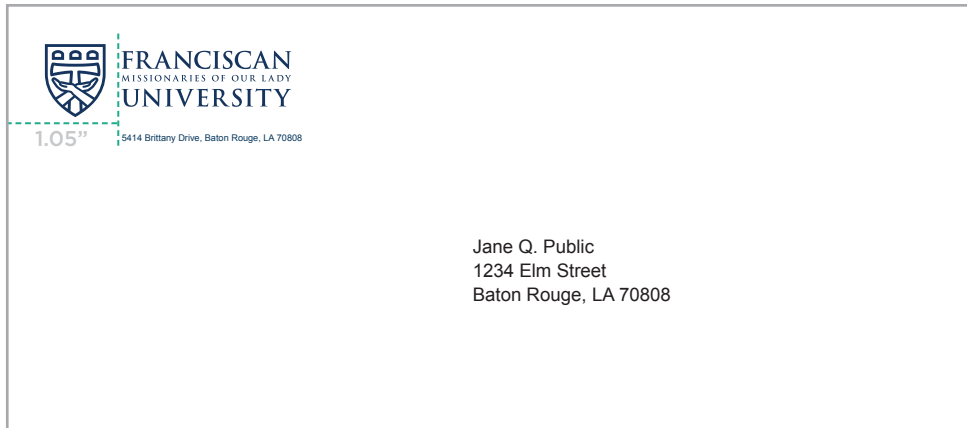 FRANCISCAN
MISSIONARIES OF OUR LADY
UNIVERSITY
1.05”
5414 Brittany Drive, Baton Rouge, LA 70808
Jane Q. Public
1234 Elm Street
Baton Rouge, LA 70808